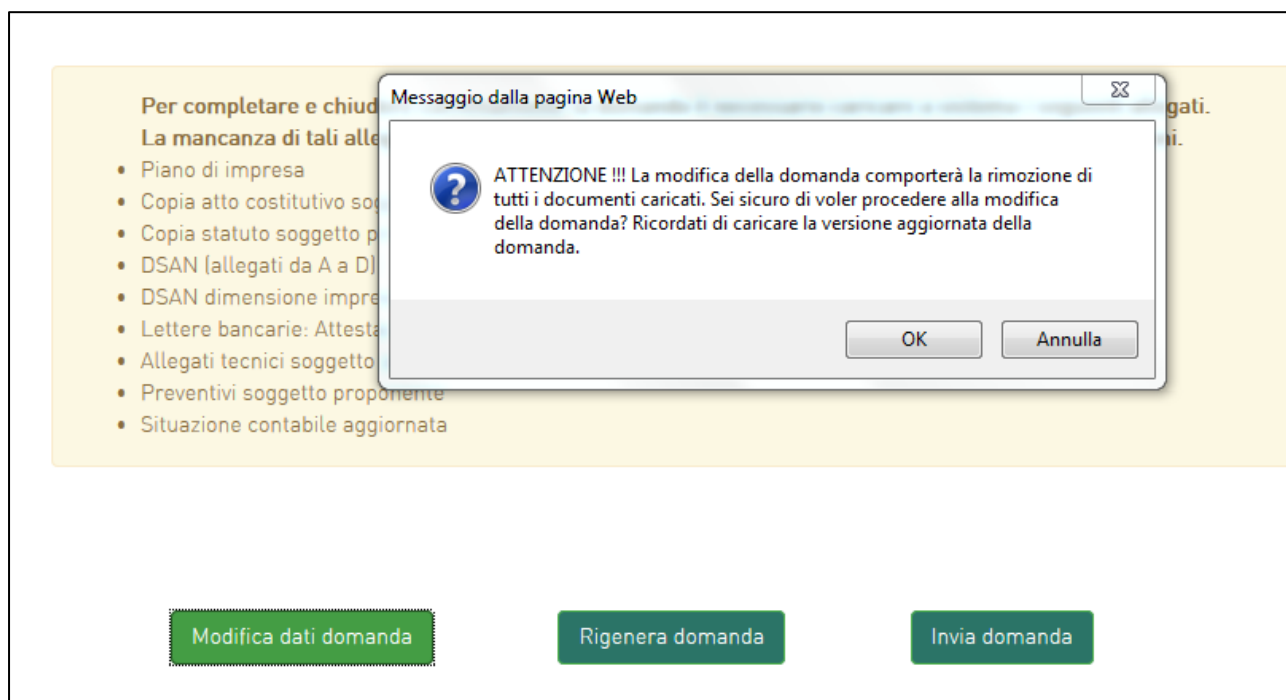 Per completare e chiud
gati.
La mancanza di tali alle
ni.
• Piano di impresa
• Copia atto costitutivo sog
• Copia statuto soggetto p
• DSAN (allegati da A a D)
• DSAN dimensione impre
• Lettere bancarie: Attesta
• Allegati tecnici soggetto
• Preventivi soggetto proponente
• Situazione contabile aggiornata
Messaggio dalla pagina Web
ATTENZIONE !!! La modifica della domanda comporterà la rimozione di
tutti i documenti caricati. Sei sicuro di voler procedere alla modifica
della domanda? Ricordati di caricare la versione aggiornata della
domanda.
OK Annulla
Modifica dati domanda Rigenera domanda Invia domanda